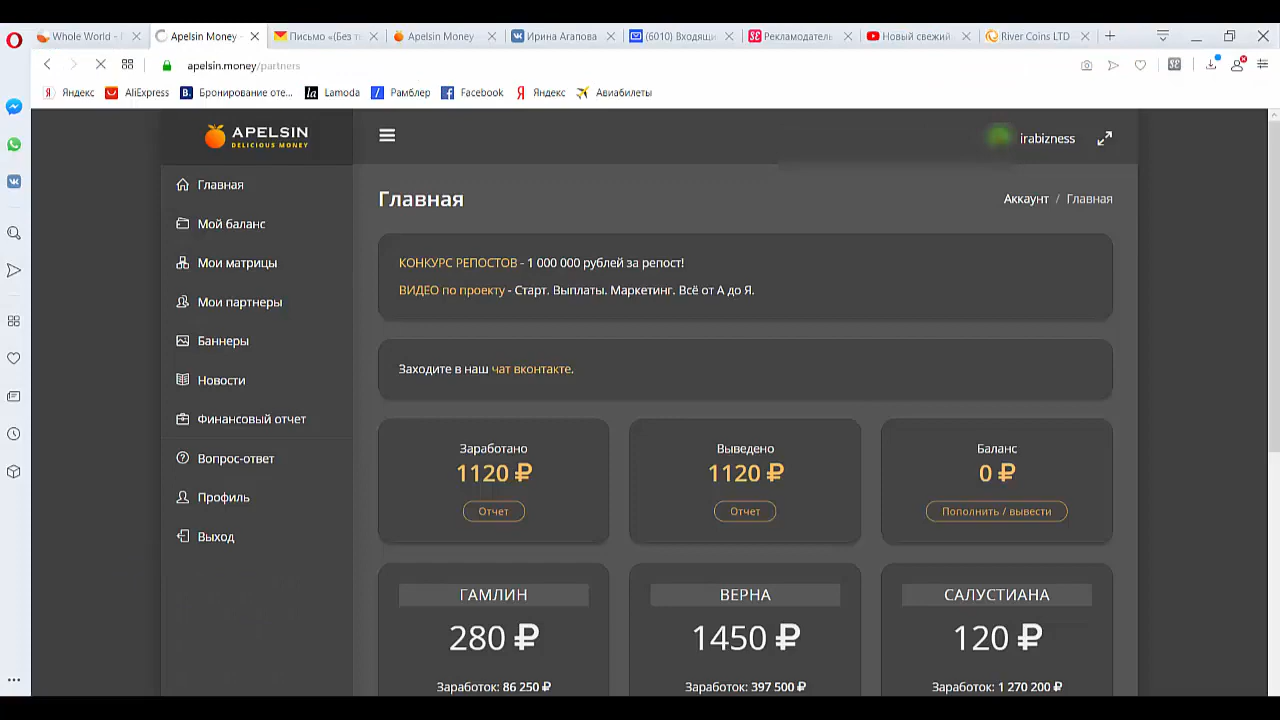 Whole World -
Apelsin Money -
Письмо «(Без т
Apelsin Money
Ирина Агапова
(6010) Входящи
Рекламодатель
Новый свежий
River Coins LTD
apelsin.money/partners
Яндекс
AliExpress
Бронирование оте...
Lamoda
Рамблер
Facebook
Яндекс
Авиабилеты
APELSIN
DELICIOUS MONEY
irabizness
Главная
Мой баланс
Мои матрицы
Мои партнеры
Баннеры
Новости
Финансовый отчет
Вопрос-ответ
Профиль
Выход
Главная
Аккаунт / Главная
КОНКУРС РЕПОСТОВ - 1 000 000 рублей за репост!
ВИДЕО по проекту - Старт. Выплаты. Маркетинг. Всё от А до Я.
Заходите в наш чат вконтакте.
Заработано
1120 ₽
Отчет
Выведено
1120 ₽
Отчет
Баланс
0 ₽
Пополнить / вывести
ГАМЛИН
280 ₽
Заработок: 86 250 ₽
ВЕРНА
1450 ₽
Заработок: 397 500 ₽
САЛУСТИАНА
120 ₽
Заработок: 1 270 200 ₽